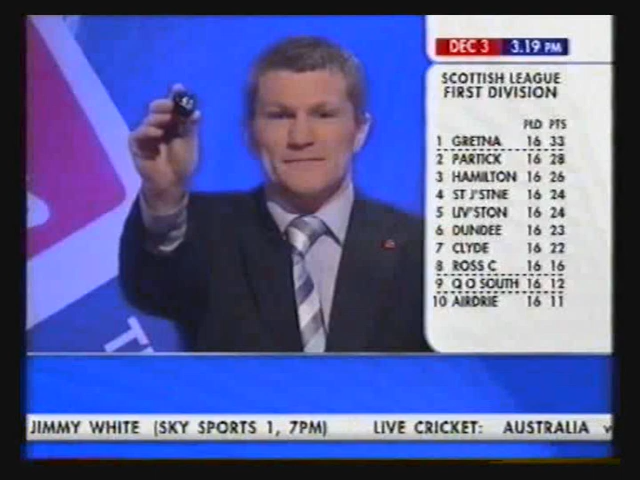 DEC 3 3.19 PM
SCOTTISH LEAGUE
FIRST DIVISION
PLD PTS
1 GRETNA 16 33
2 PARTICK 16 28
3 HAMILTON 16 26
4 ST J'STNE 16 24
5 LIV'STON 16 24
6 DUNDEE 16 23
7 CLYDE 16 22
8 ROSS C 16 16
9 Q O SOUTH 16 12
10 AIRDRIE 16 11
JIMMY WHITE (SKY SPORTS 1, 7PM) LIVE CRICKET: AUSTRALIA v